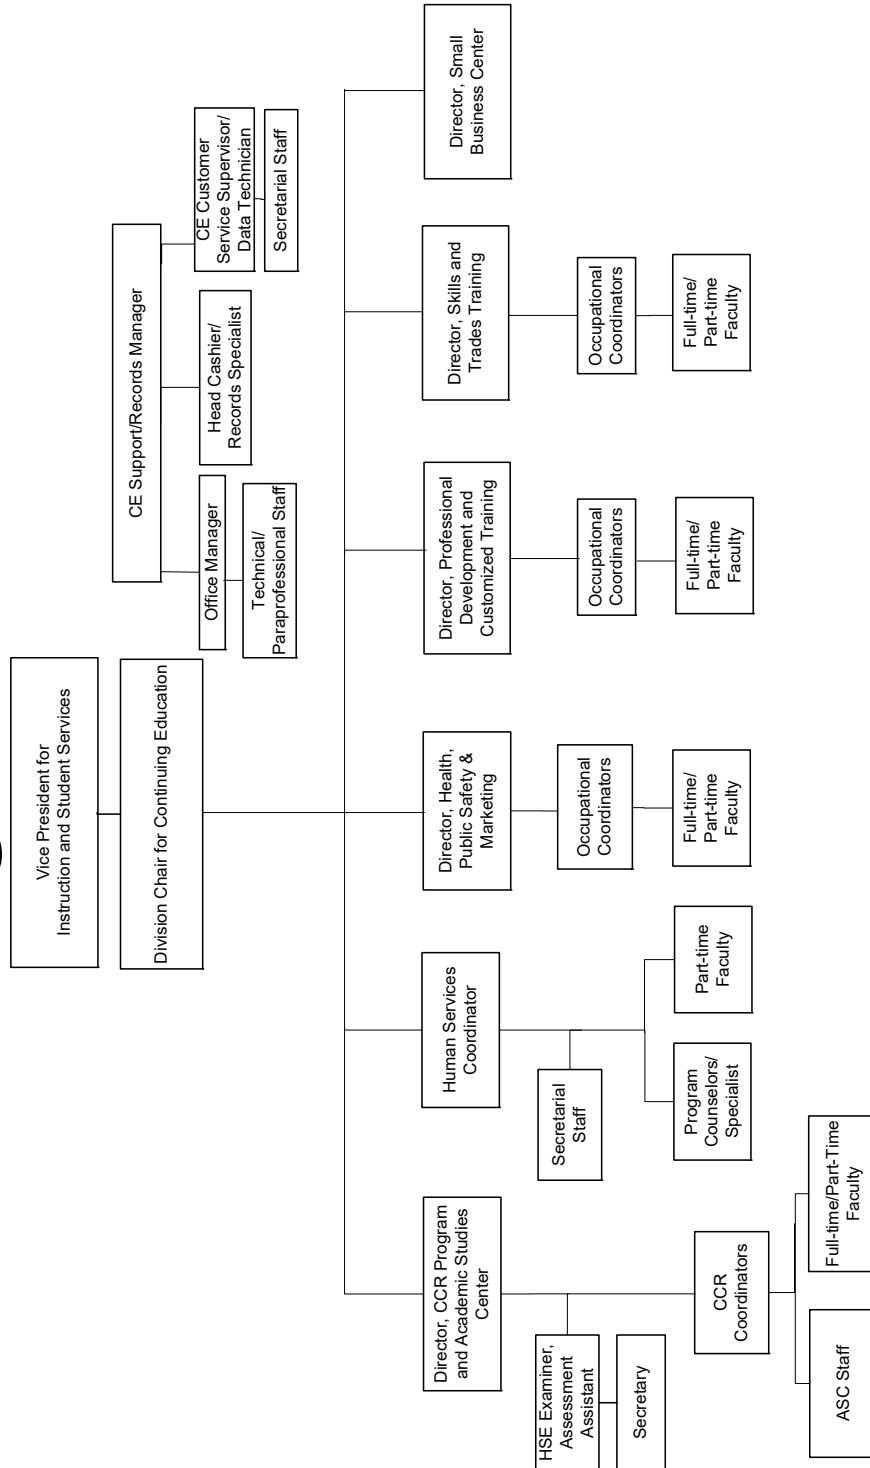 Vice President for
Instruction and Student Services
Division Chair for Continuing Education
CE Support/Records Manager
Office Manager
Technical/
Paraprofessional Staff
Head Cashier/
Records Specialist
CE Customer
Service Supervisor/
Data Technician
Secretarial Staff
Director, CCR Program
and Academic Studies
Center
HSE Examiner,
Assessment
Assistant
Secretary
CCR
Coordinators
ASC Staff
Full-time/Part-Time
Faculty
Human Services
Coordinator
Secretarial
Staff
Program
Counselors/
Specialist
Part-time
Faculty
Director, Health,
Public Safety &
Marketing
Occupational
Coordinators
Full-time/
Part-time
Faculty
Director, Professional
Development and
Customized Training
Occupational
Coordinators
Full-time/
Part-time
Faculty
Director, Skills and
Trades Training
Occupational
Coordinators
Full-time/
Part-time
Faculty
Director, Small
Business Center